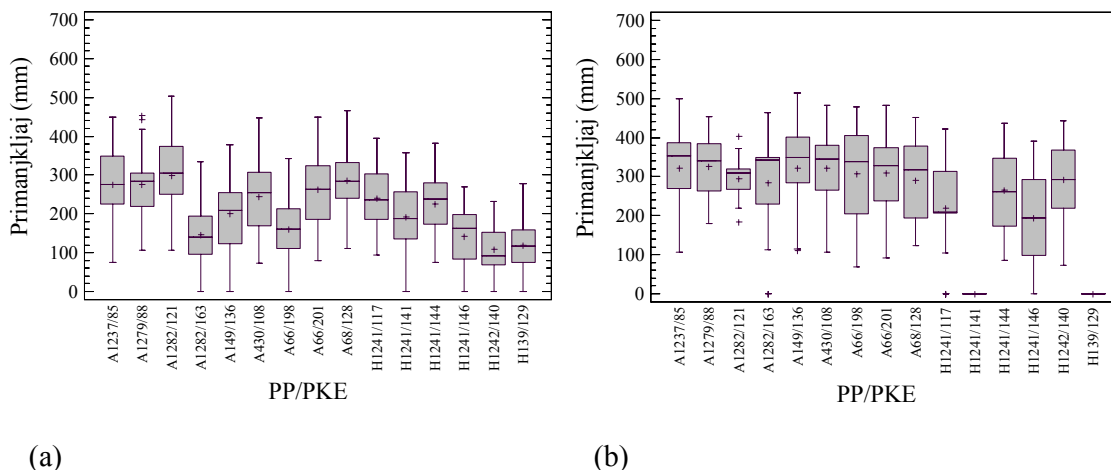 700
600
500
400
300
200
100
0
Primanjkljaj (mm)
A1237/85
A1279/88
A1282/121
A1282/163
A149/136
A430/108
A66/198
A66/201
A68/128
H1241/117
H1241/141
H1241/144
H1241/146
H1242/140
H139/129
PP/PKE
(a)
700
600
500
400
300
200
100
0
Primanjkljaj (mm)
A1237/85
A1279/88
A1282/121
A1282/163
A149/136
A430/108
A66/198
A66/201
A68/128
H1241/117
H1241/141
H1241/144
H1241/146
H1242/140
H139/129
PP/PKE
(b)